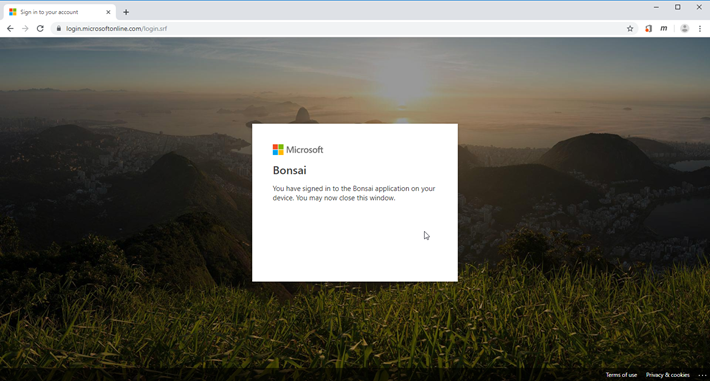 Sign in to your account
login.microsoftonline.com/login.srf
m
Microsoft
Bonsai
You have signed in to the Bonsai application on your
device. You may now close this window.
Terms of use Privacy & cookies ...